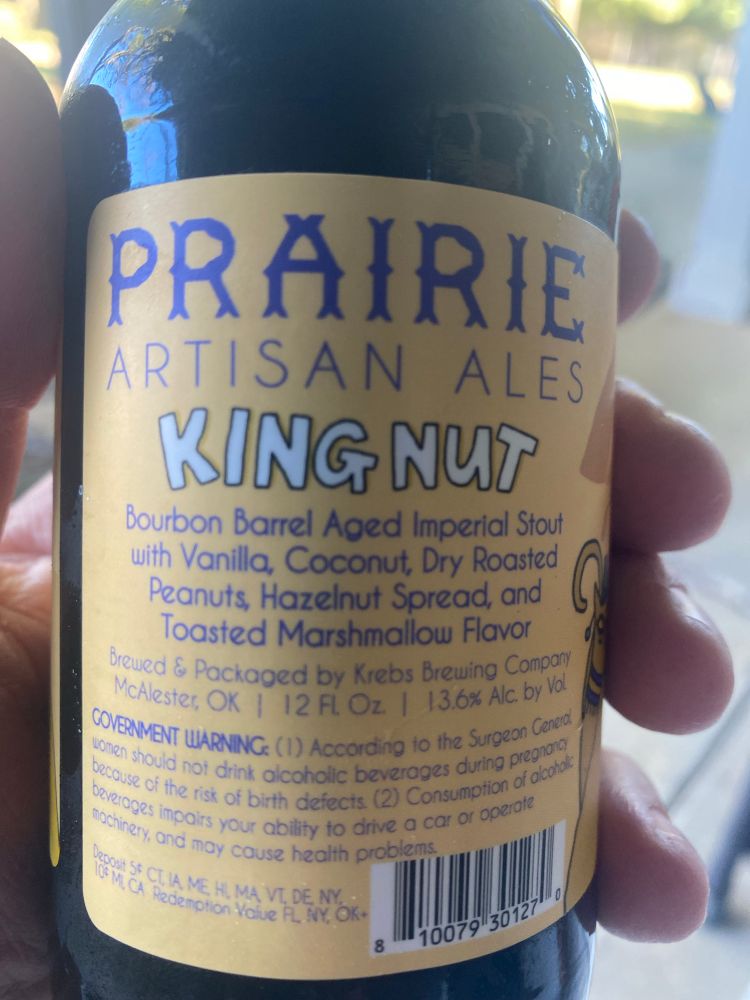 PRAIRIE
ARTISAN ALES
KING NUT
Bourbon Barrel Aged Imperial Stout
with Vanilla, Coconut, Dry Roasted
Peanuts, Hazelnut Spread, and
Toasted Marshmallow Flavor
Brewed & Packaged by Krebs Brewing Company
McAlester, OK | 12 Fl. Oz. | 13.6% Alc. by Vol.
GOVERNMENT WARNING: (1) According to the Surgeon General
women should not drink alcoholic beverages during pregnancy
because of the risk of birth defects. (2) Consumption of alcoholic
beverages impairs your ability to drive a car or operate
machinery, and may cause health problems.
Deposit 5¢ CT, IA, ME, HI, MA, VT, DE, NY,
10¢ MI, CA Redemption Value FL, NY, OK+
8 10079 30127 0